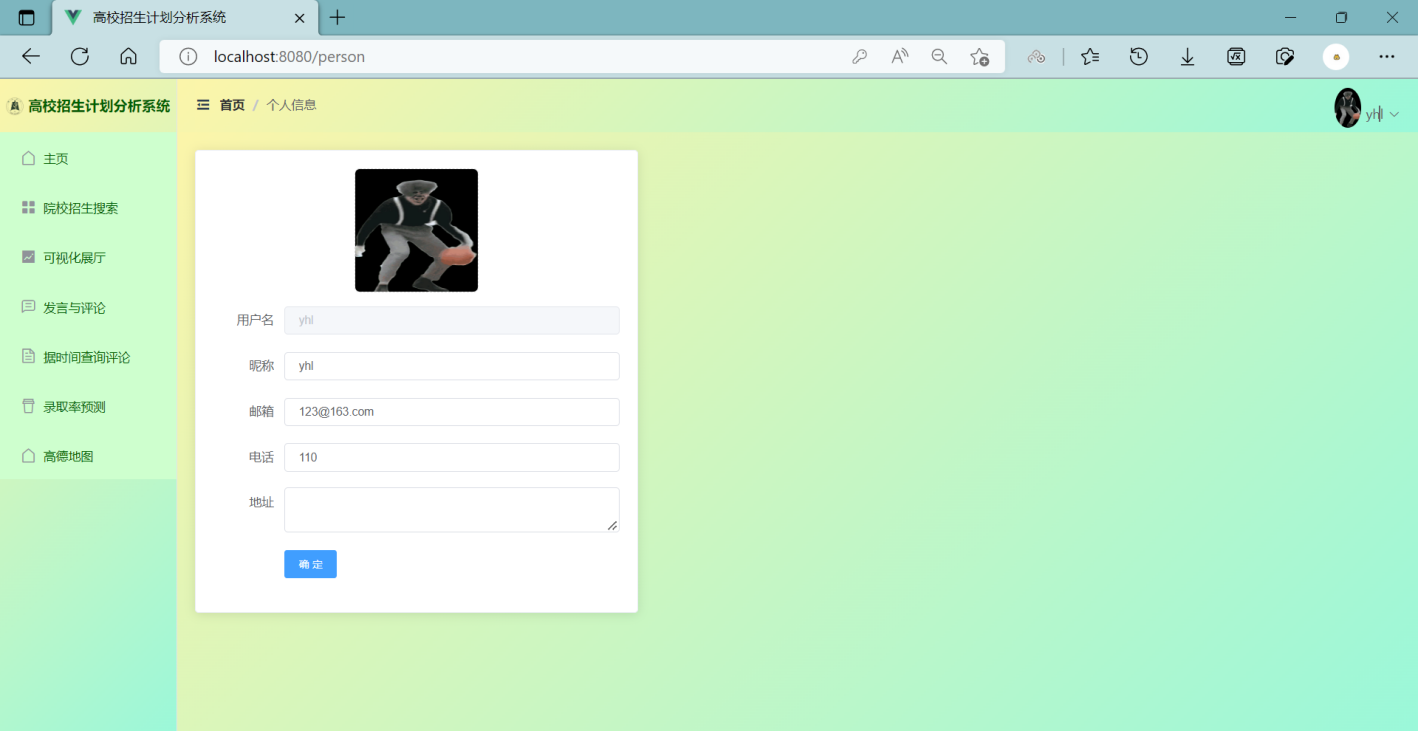 高校招生计划分析系统
localhost:8080/person
高校招生计划分析系统
首页 / 个人信息
yhl
主页
院校招生搜索
可视化展厅
发言与评论
据时间查询评论
录取率预测
高德地图
用户名 yhl
昵称 yhl
邮箱 123@163.com
电话 110
地址
确 定